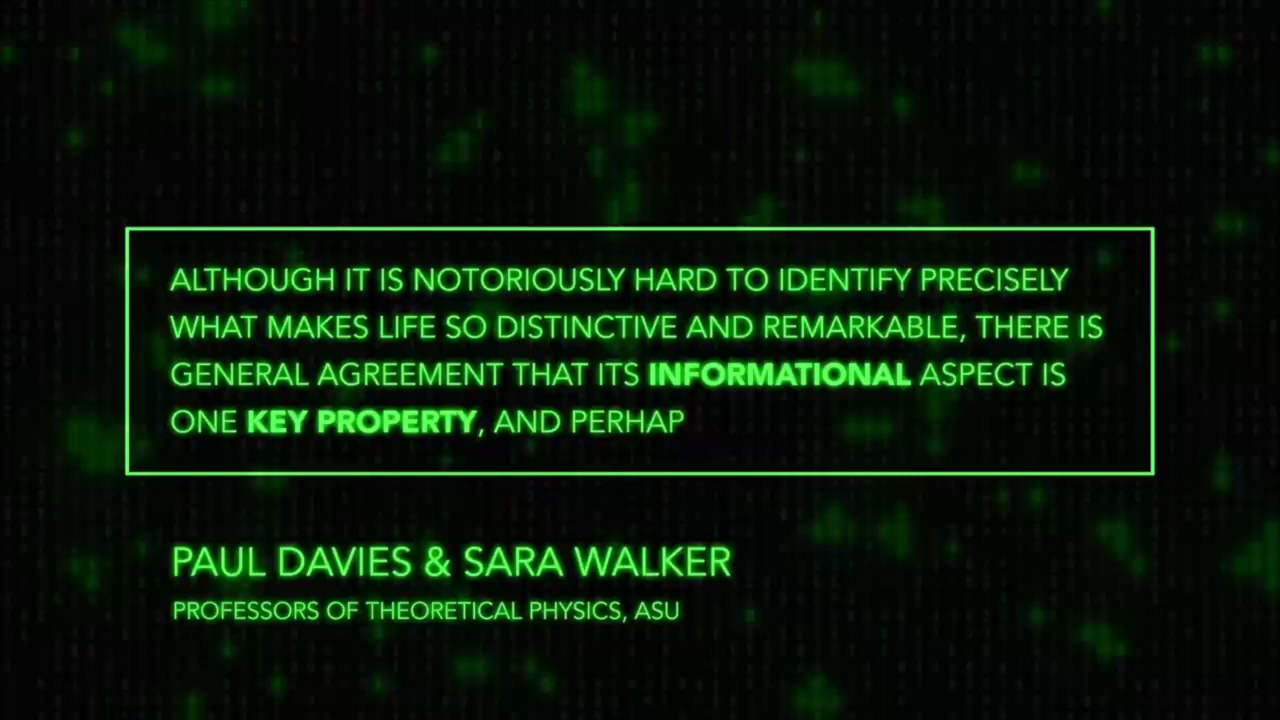 ALTHOUGH IT IS NOTORIOUSLY HARD TO IDENTIFY PRECISELY
WHAT MAKES LIFE SO DISTINCTIVE AND REMARKABLE, THERE IS
GENERAL AGREEMENT THAT ITS INFORMATIONAL ASPECT IS
ONE KEY PROPERTY, AND PERHAP
PAUL DAVIES & SARA WALKER
PROFESSORS OF THEORETICAL PHYSICS, ASU